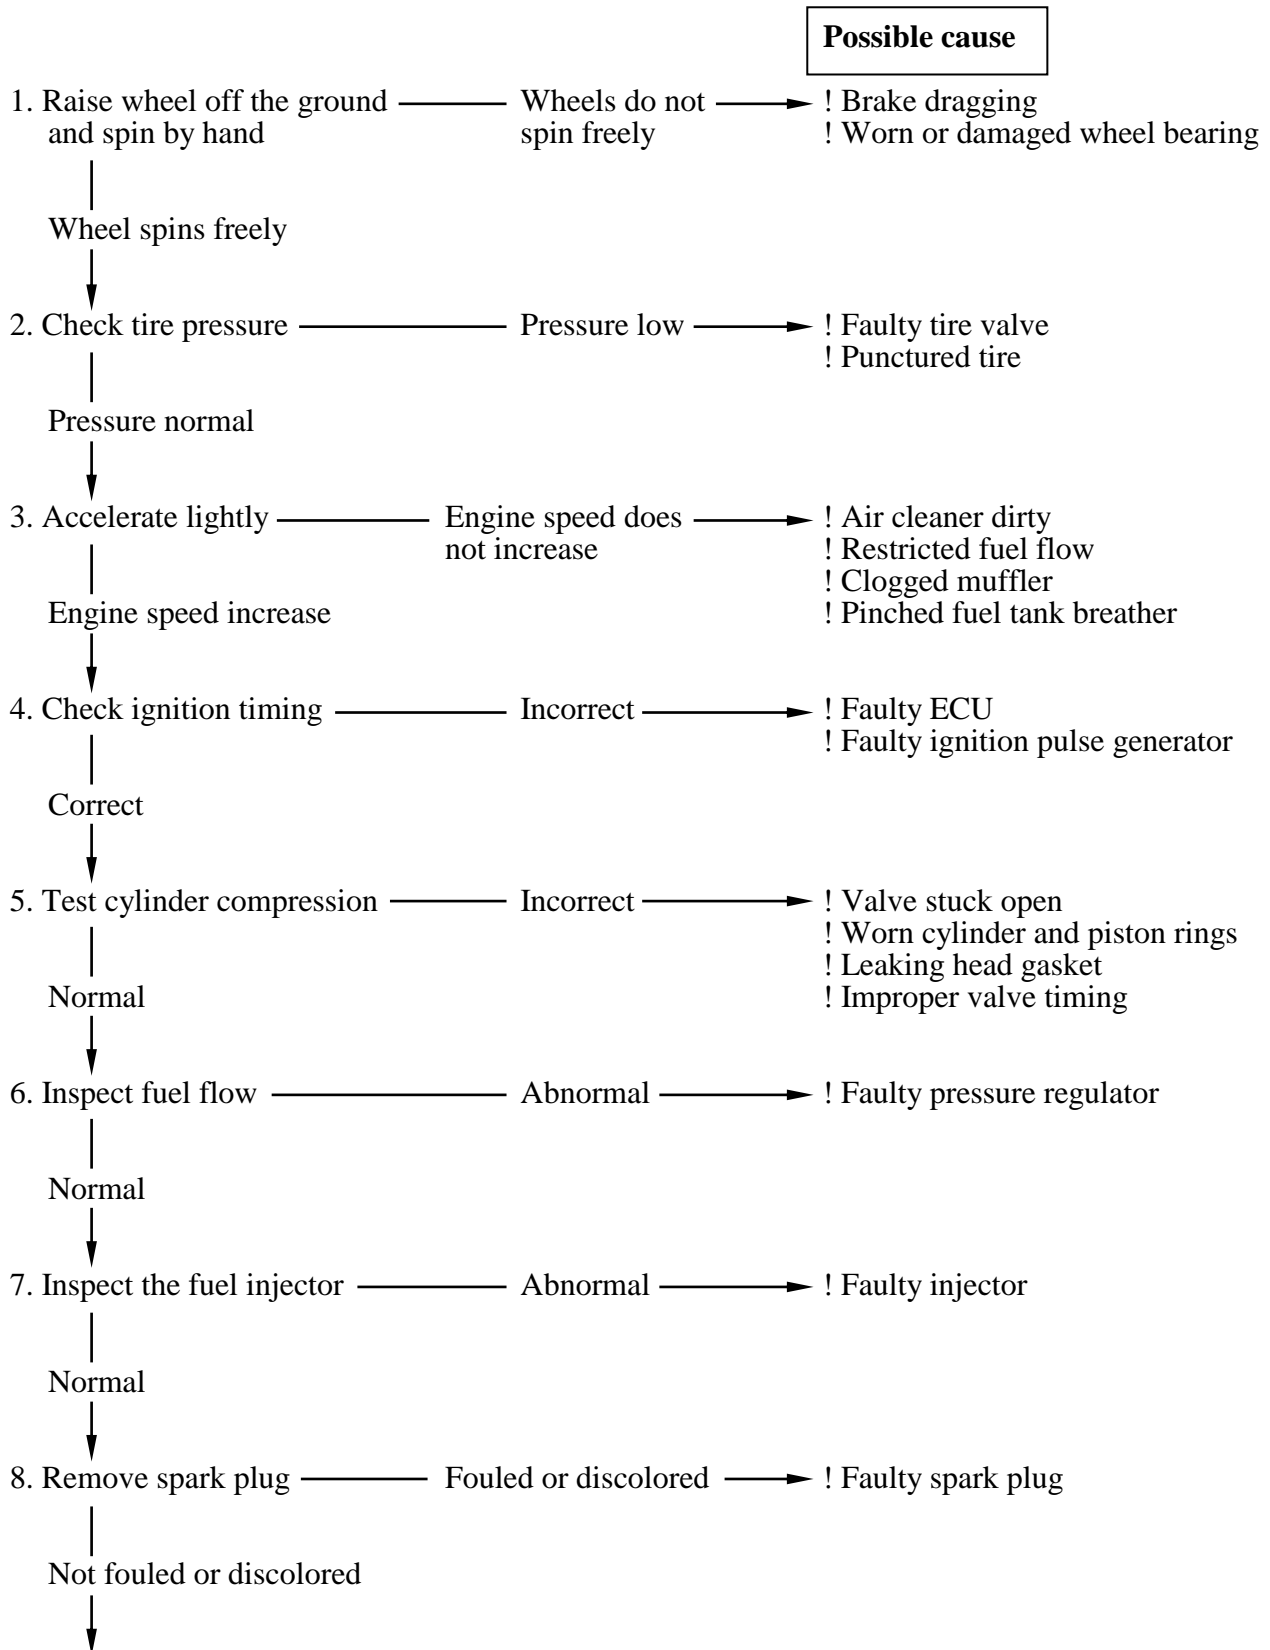 Possible cause
1. Raise wheel off the ground
and spin by hand
Wheels do not
spin freely
! Brake dragging
! Worn or damaged wheel bearing
Wheel spins freely
2. Check tire pressure
Pressure low
! Faulty tire valve
! Punctured tire
Pressure normal
3. Accelerate lightly
Engine speed does
not increase
! Air cleaner dirty
! Restricted fuel flow
! Clogged muffler
! Pinched fuel tank breather
Engine speed increase
4. Check ignition timing
Incorrect
! Faulty ECU
! Faulty ignition pulse generator
Correct
5. Test cylinder compression
Incorrect
! Valve stuck open
! Worn cylinder and piston rings
! Leaking head gasket
! Improper valve timing
Normal
6. Inspect fuel flow
Abnormal
! Faulty pressure regulator
Normal
7. Inspect the fuel injector
Abnormal
! Faulty injector
Normal
8. Remove spark plug
Fouled or discolored
! Faulty spark plug
Not fouled or discolored